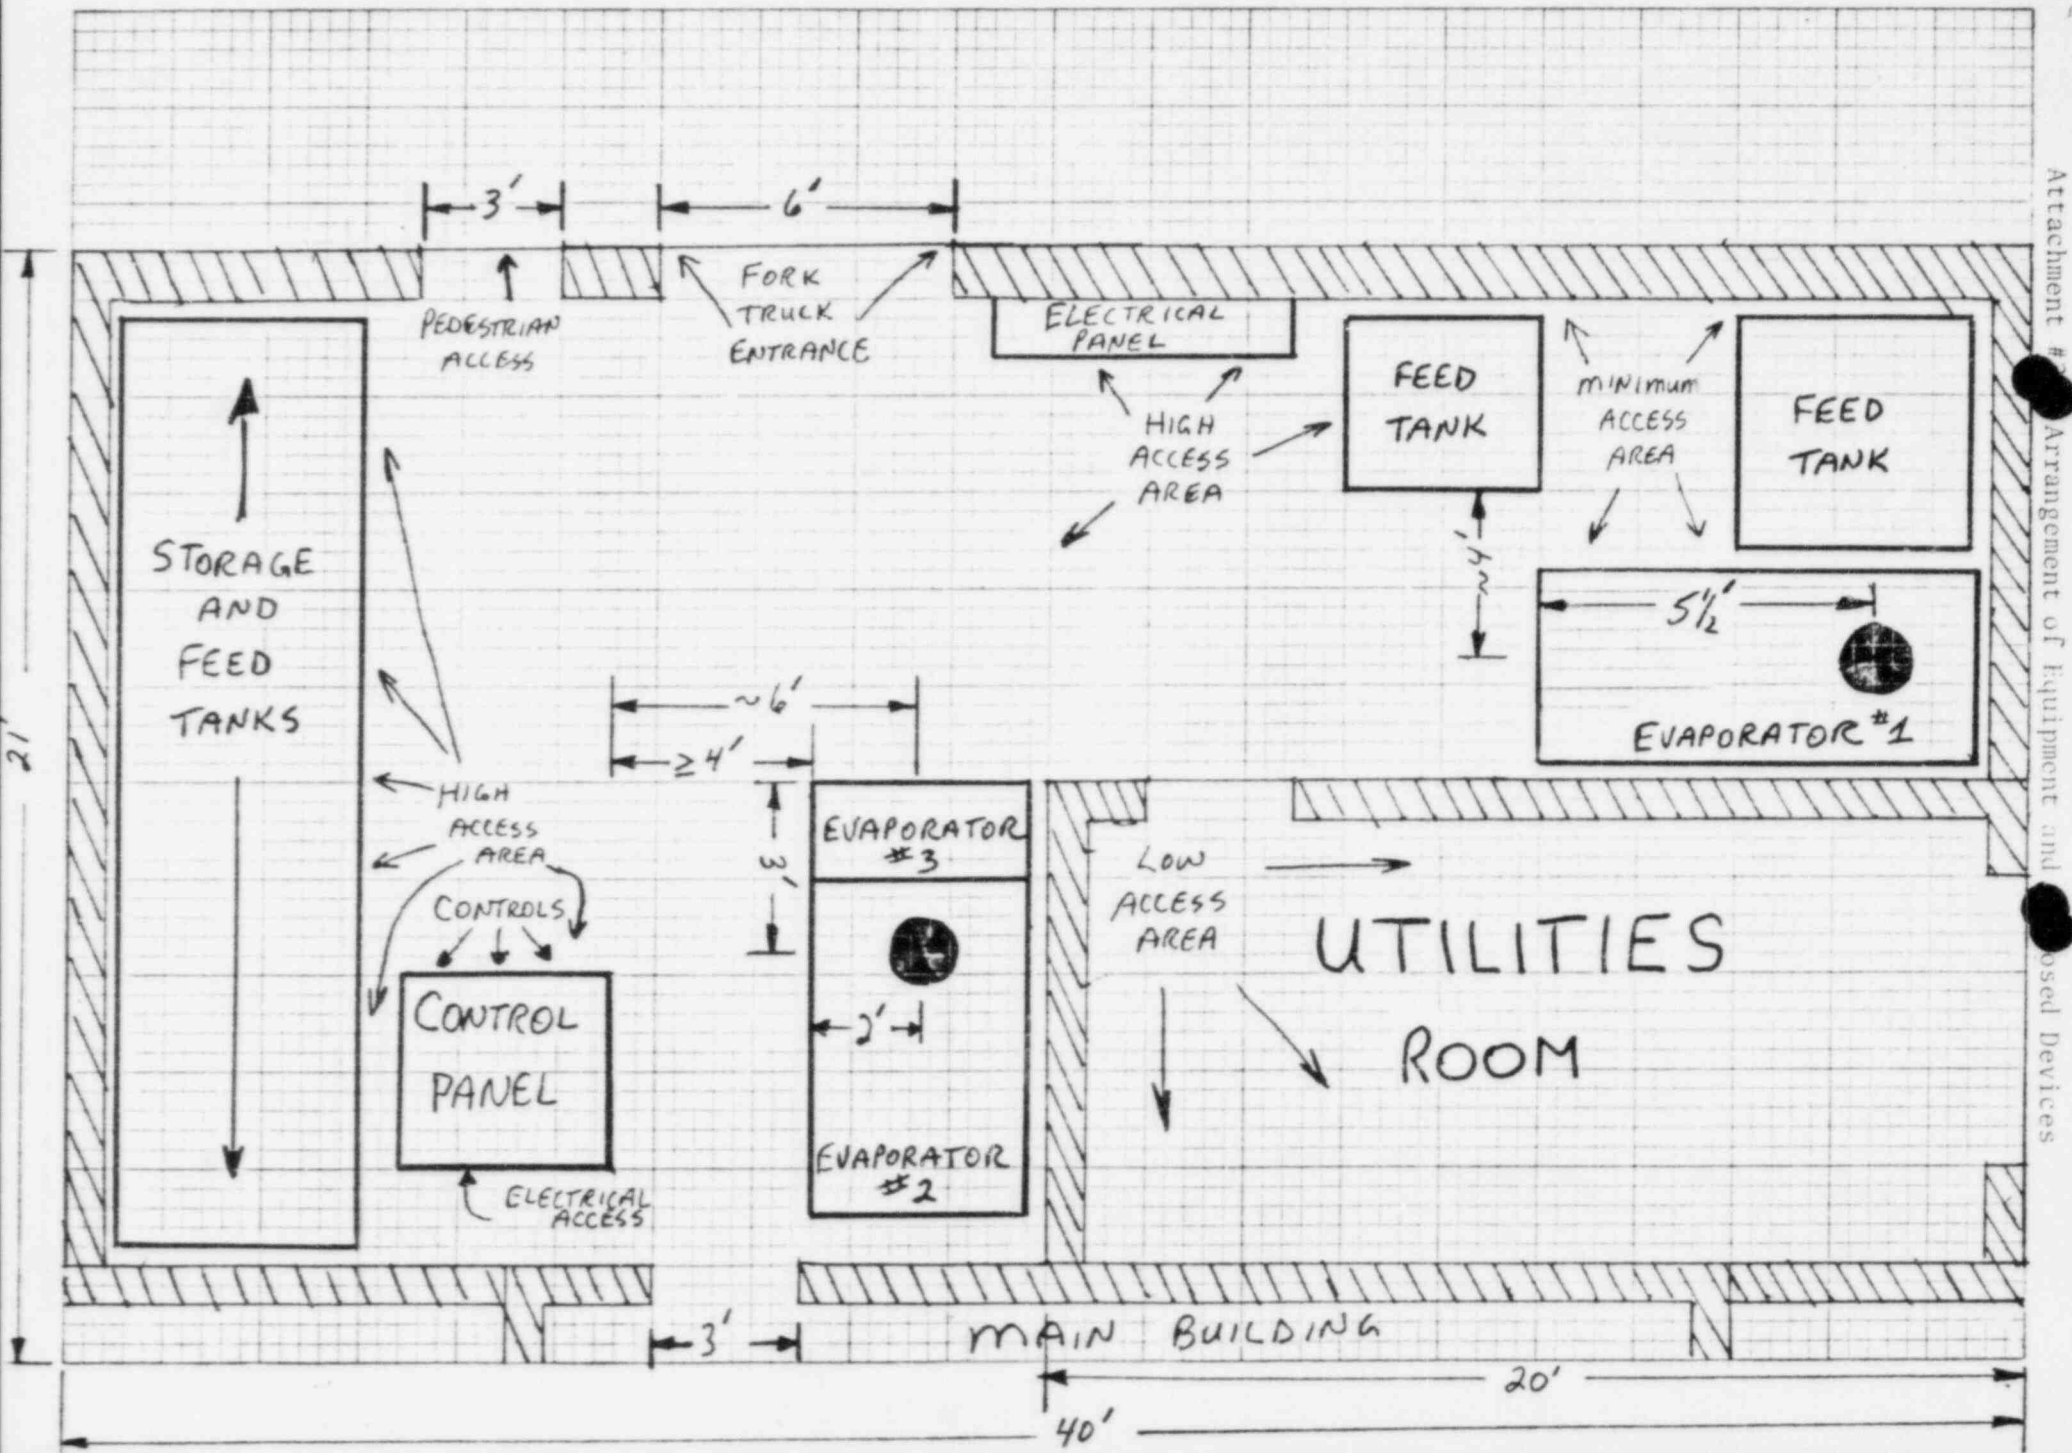 3'
6'
PEDESTRIAN
ACCESS
FORK
TRUCK
ENTRANCE
ELECTRICAL
PANEL
HIGH
ACCESS
AREA
FEED
TANK
MINIMUM
ACCESS
AREA
FEED
TANK
~4'
5½'
EVAPORATOR #1
21'
STORAGE
AND
FEED
TANKS
HIGH
ACCESS
AREA
CONTROLS
CONTROL
PANEL
ELECTRICAL
ACCESS
~6'
≥4'
3'
EVAPORATOR
#3
2'
EVAPORATOR
#2
LOW
ACCESS
AREA
UTILITIES
ROOM
3'
MAIN BUILDING
20'
40'
Attachment # Arrangement of Equipment and osed Devices